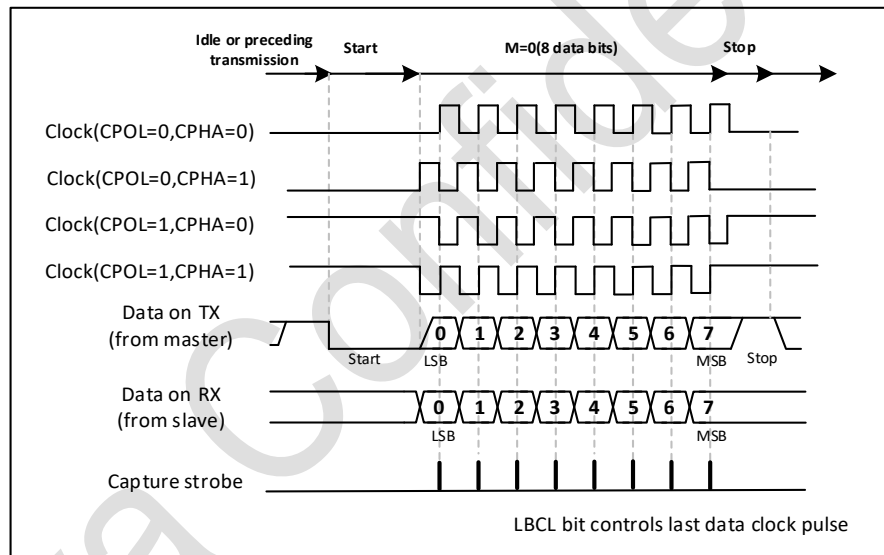 Idle or preceding
transmission
Start
M=0(8 data bits)
Stop
Clock(CPOL=0,CPHA=0)
Clock(CPOL=0,CPHA=1)
Clock(CPOL=1,CPHA=0)
Clock(CPOL=1,CPHA=1)
Data on TX
(from master)
0 1 2 3 4 5 6 7
Start
LSB
MSB
Stop
Data on RX
(from slave)
0 1 2 3 4 5 6 7
LSB
MSB
Capture strobe
LBCL bit controls last data clock pulse